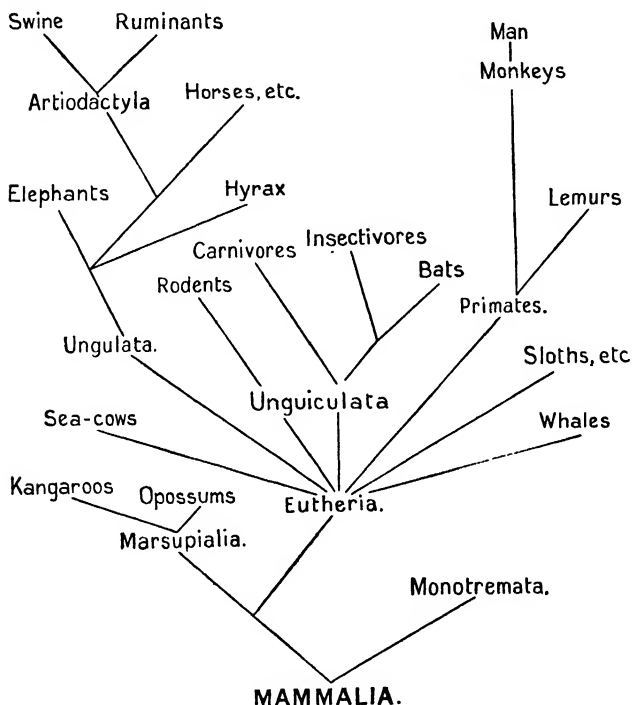 Swine
Ruminants
Man
Monkeys
Artiodactyla
Horses, etc.
Elephants
Hyrax
Lemurs
Carnivores
Insectivores
Bats
Rodents
Primates.
Ungulata.
Sloths, etc
Unguiculata
Sea-cows
Whales
Kangaroos
Opossums
Eutheria.
Marsupialia.
Monotremata.
MAMMALIA.